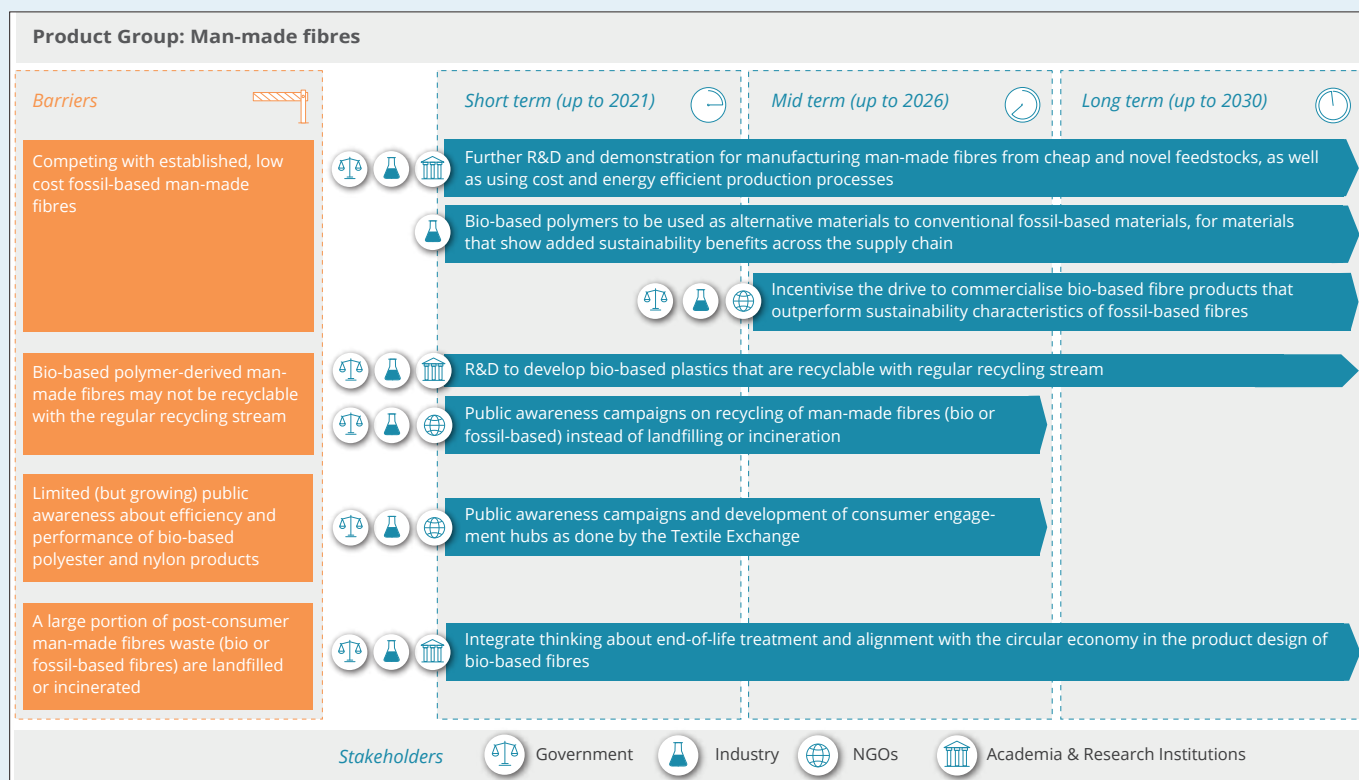 Product Group: Man-made fibres
Barriers
Short term (up to 2021)
Mid term (up to 2026)
Long term (up to 2030)
Competing with established, low
cost fossil-based man-made
fibres
Further R&D and demonstration for manufacturing man-made fibres from cheap and novel feedstocks, as well
as using cost and energy efficient production processes
Bio-based polymers to be used as alternative materials to conventional fossil-based materials, for materials
that show added sustainability benefits across the supply chain
Incentivise the drive to commercialise bio-based fibre products that
outperform sustainability characteristics of fossil-based fibres
Bio-based polymer-derived man-
made fibres may not be recyclable
with the regular recycling stream
R&D to develop bio-based plastics that are recyclable with regular recycling stream
Public awareness campaigns on recycling of man-made fibres (bio or
fossil-based) instead of landfilling or incineration
Limited (but growing) public
awareness about efficiency and
performance of bio-based
polyester and nylon products
Public awareness campaigns and development of consumer engage-
ment hubs as done by the Textile Exchange
A large portion of post-consumer
man-made fibres waste (bio or
fossil-based fibres) are landfilled
or incinerated
Integrate thinking about end-of-life treatment and alignment with the circular economy in the product design of
bio-based fibres
Stakeholders
Government
Industry
NGOs
Academia & Research Institutions